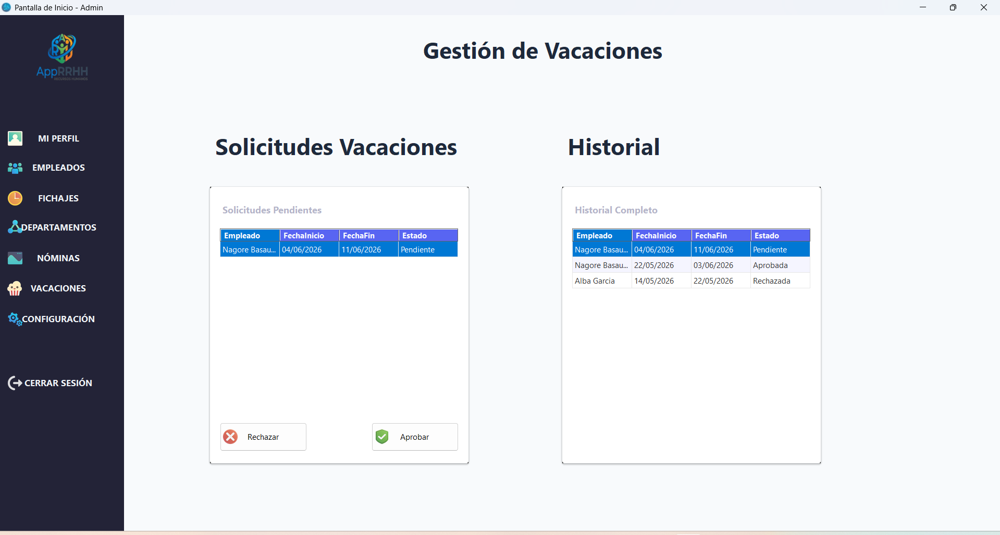 Pantalla de Inicio - Admin
AppRRHH
RECURSOS HUMANOS
MI PERFIL
EMPLEADOS
FICHAJES
DEPARTAMENTOS
NÓMINAS
VACACIONES
CONFIGURACIÓN
CERRAR SESIÓN
Gestión de Vacaciones
Solicitudes Vacaciones
Solicitudes Pendientes
Empleado FechaInicio FechaFin Estado
Nagore Basau... 04/06/2026 11/06/2026 Pendiente
Rechazar Aprobar
Historial
Historial Completo
Empleado FechaInicio FechaFin Estado
Nagore Basau... 04/06/2026 11/06/2026 Pendiente
Nagore Basau... 22/05/2026 03/06/2026 Aprobada
Alba Garcia 14/05/2026 22/05/2026 Rechazada